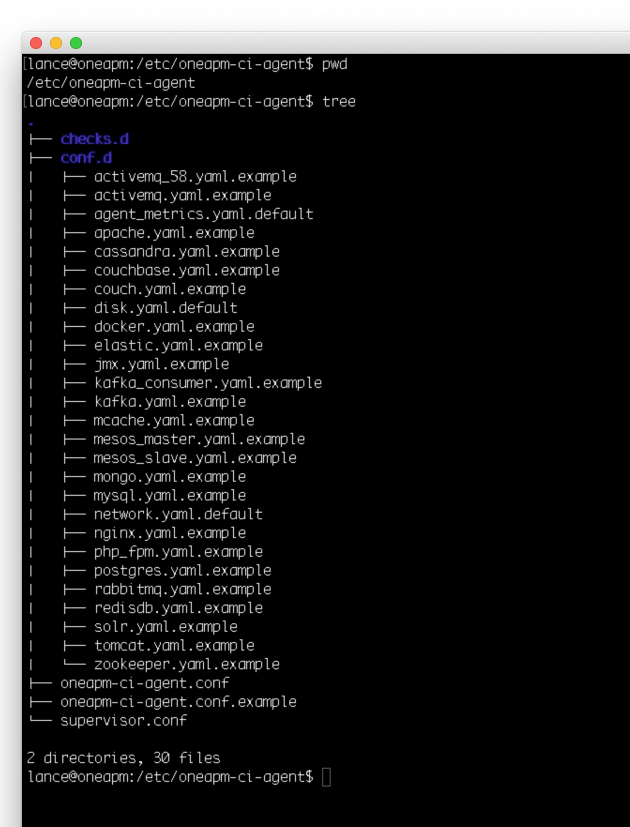 [lance@oneapm:/etc/oneapm-ci-agent$ pwd
/etc/oneapm-ci-agent
[lance@oneapm:/etc/oneapm-ci-agent$ tree
.
├── checks.d
├── conf.d
|   ├── activemq_58.yaml.example
|   ├── activemq.yaml.example
|   ├── agent_metrics.yaml.default
|   ├── apache.yaml.example
|   ├── cassandra.yaml.example
|   ├── couchbase.yaml.example
|   ├── couch.yaml.example
|   ├── disk.yaml.default
|   ├── docker.yaml.example
|   ├── elastic.yaml.example
|   ├── jmx.yaml.example
|   ├── kafka_consumer.yaml.example
|   ├── kafka.yaml.example
|   ├── mcache.yaml.example
|   ├── mesos_master.yaml.example
|   ├── mesos_slave.yaml.example
|   ├── mongo.yaml.example
|   ├── mysql.yaml.example
|   ├── network.yaml.default
|   ├── nginx.yaml.example
|   ├── php_fpm.yaml.example
|   ├── postgres.yaml.example
|   ├── rabbitmq.yaml.example
|   ├── redisdb.yaml.example
|   ├── solr.yaml.example
|   ├── tomcat.yaml.example
|   └── zookeeper.yaml.example
├── oneapm-ci-agent.conf
├── oneapm-ci-agent.conf.example
└── supervisor.conf
2 directories, 30 files
lance@oneapm:/etc/oneapm-ci-agent$